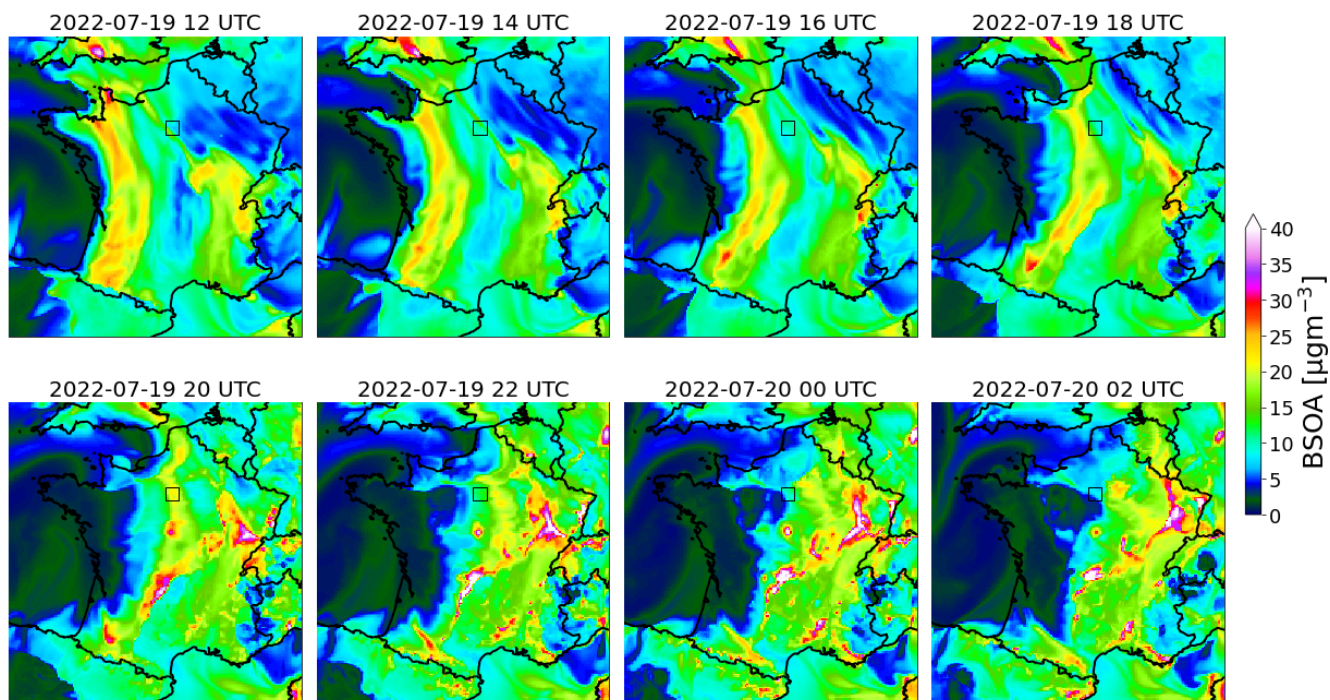 2022-07-19 12 UTC
2022-07-19 14 UTC
2022-07-19 16 UTC
2022-07-19 18 UTC
40
35
30
25
20
15
10
5
0
BSOA [µgm⁻³]
2022-07-19 20 UTC
2022-07-19 22 UTC
2022-07-20 00 UTC
2022-07-20 02 UTC